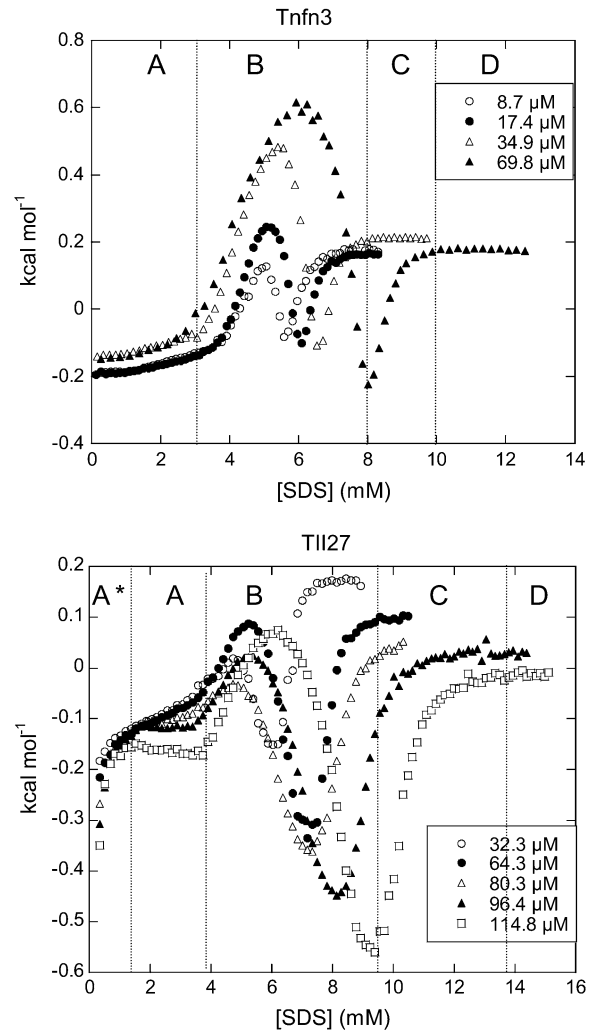 Tnfn3
0.8
0.6
0.4
0.2
0
-0.2
-0.4
kcal mol-1
A B C D
8.7 µM
17.4 µM
34.9 µM
69.8 µM
0 2 4 6 8 10 12 14
[SDS] (mM)
TII27
0.2
0.1
0
-0.1
-0.2
-0.3
-0.4
-0.5
-0.6
kcal mol-1
A* A B C D
32.3 µM
64.3 µM
80.3 µM
96.4 µM
114.8 µM
0 2 4 6 8 10 12 14 16
[SDS] (mM)